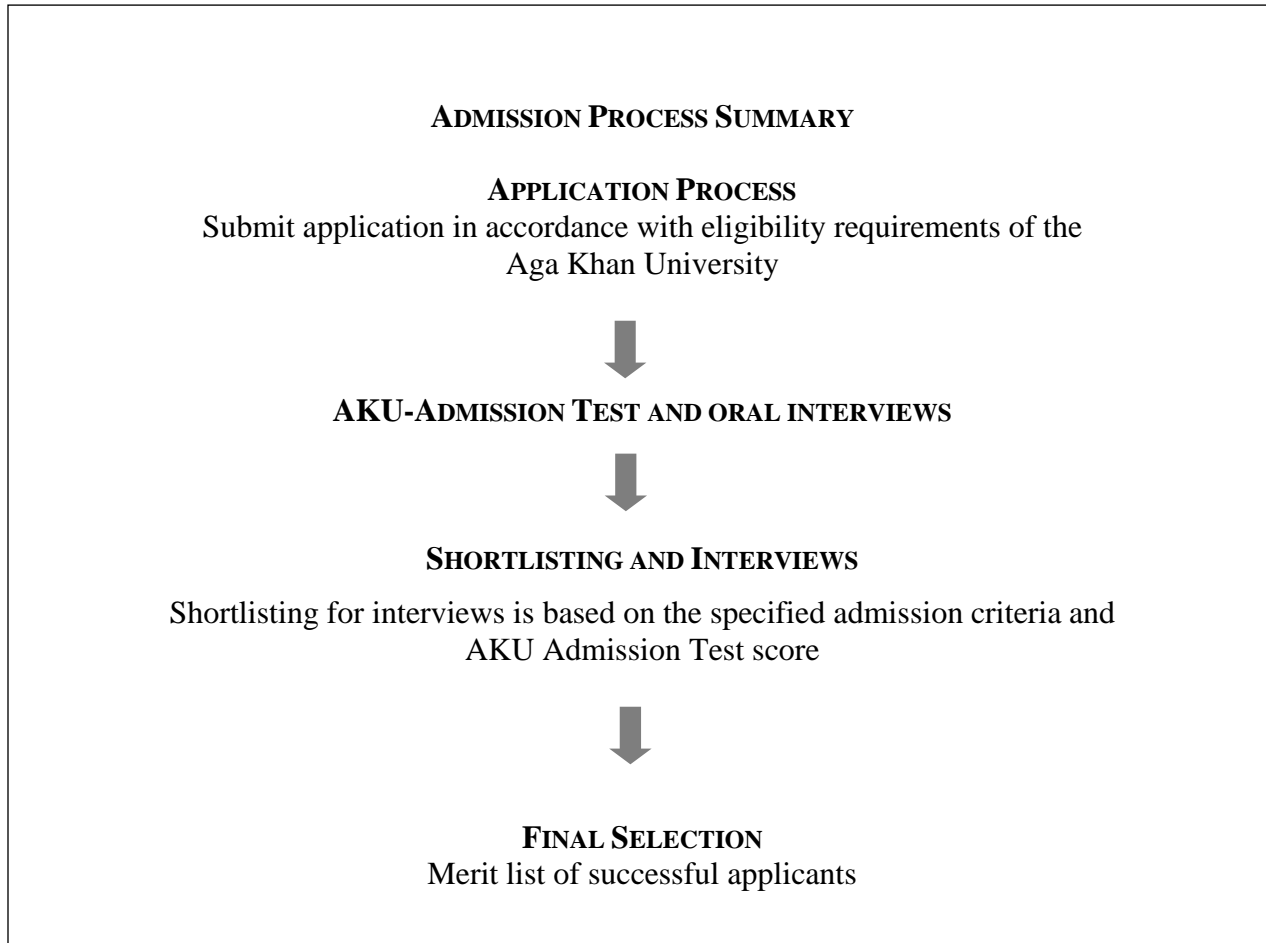 ADMISSION PROCESS SUMMARY
APPLICATION PROCESS
Submit application in accordance with eligibility requirements of the
Aga Khan University
AKU-ADMISSION TEST AND ORAL INTERVIEWS
SHORTLISTING AND INTERVIEWS
Shortlisting for interviews is based on the specified admission criteria and
AKU Admission Test score
FINAL SELECTION
Merit list of successful applicants